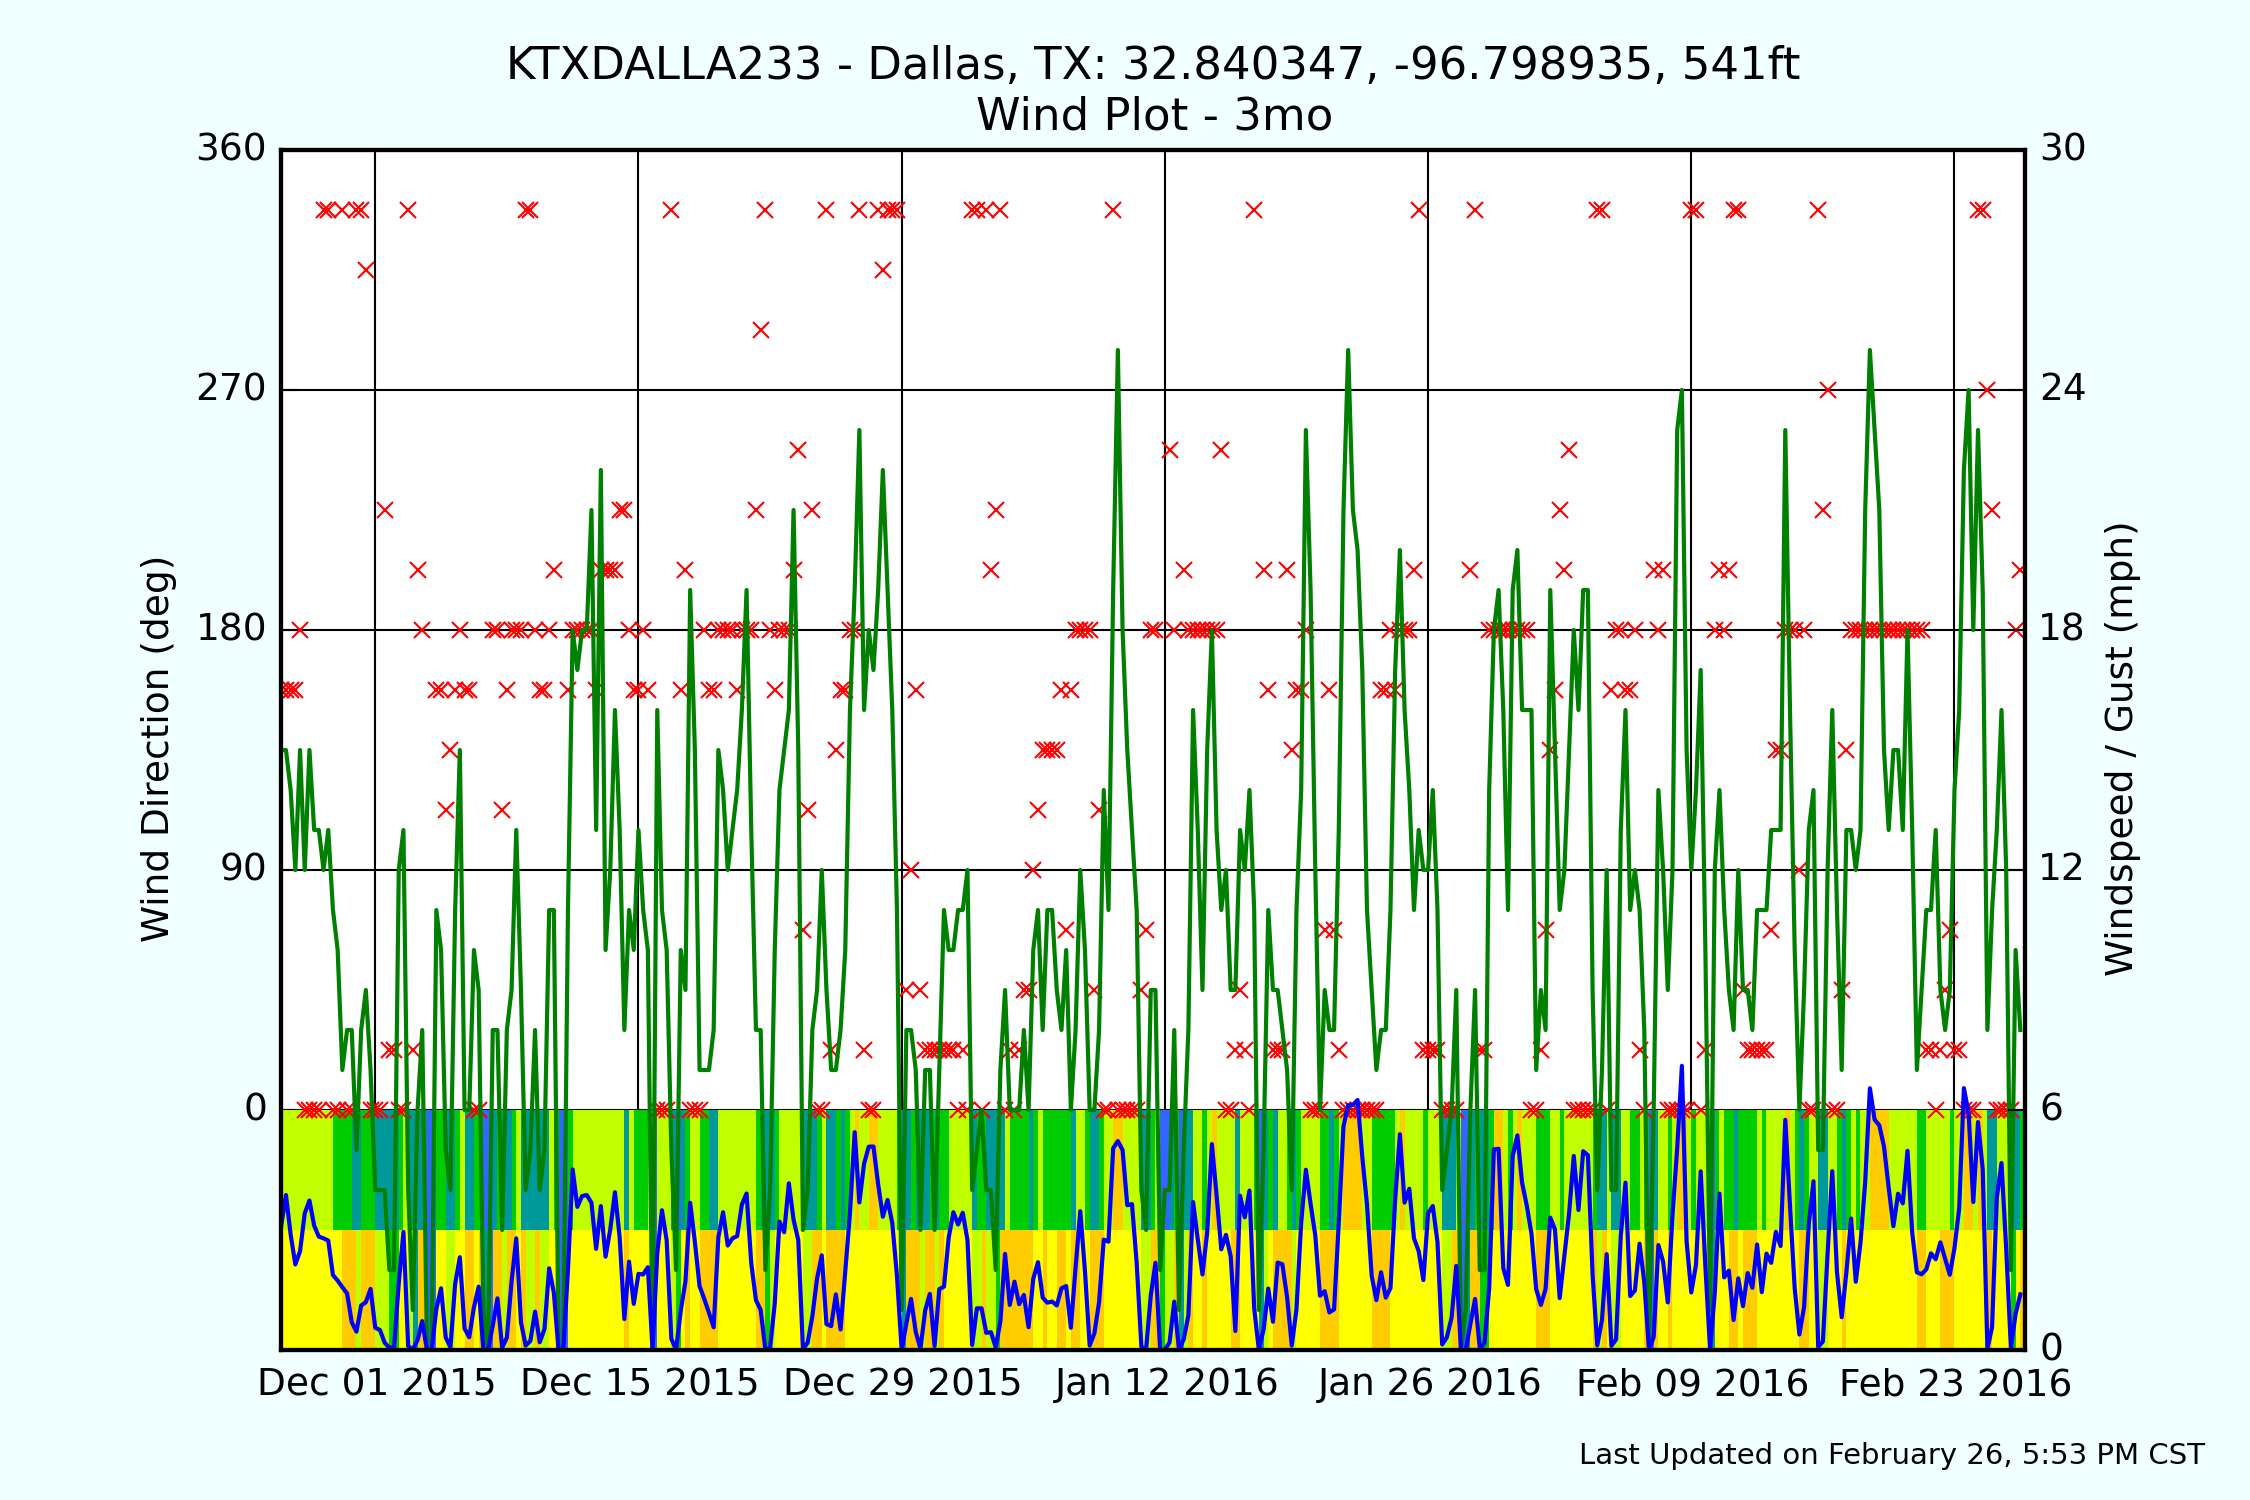 KTXDALLA233 - Dallas, TX: 32.840347, -96.798935, 541ft
Wind Plot - 3mo
360
270
180
90
0
Wind Direction (deg)
30
24
18
12
6
0
Windspeed / Gust (mph)
Dec 01 2015 Dec 15 2015 Dec 29 2015 Jan 12 2016 Jan 26 2016 Feb 09 2016 Feb 23 2016
Last Updated on February 26, 5:53 PM CST